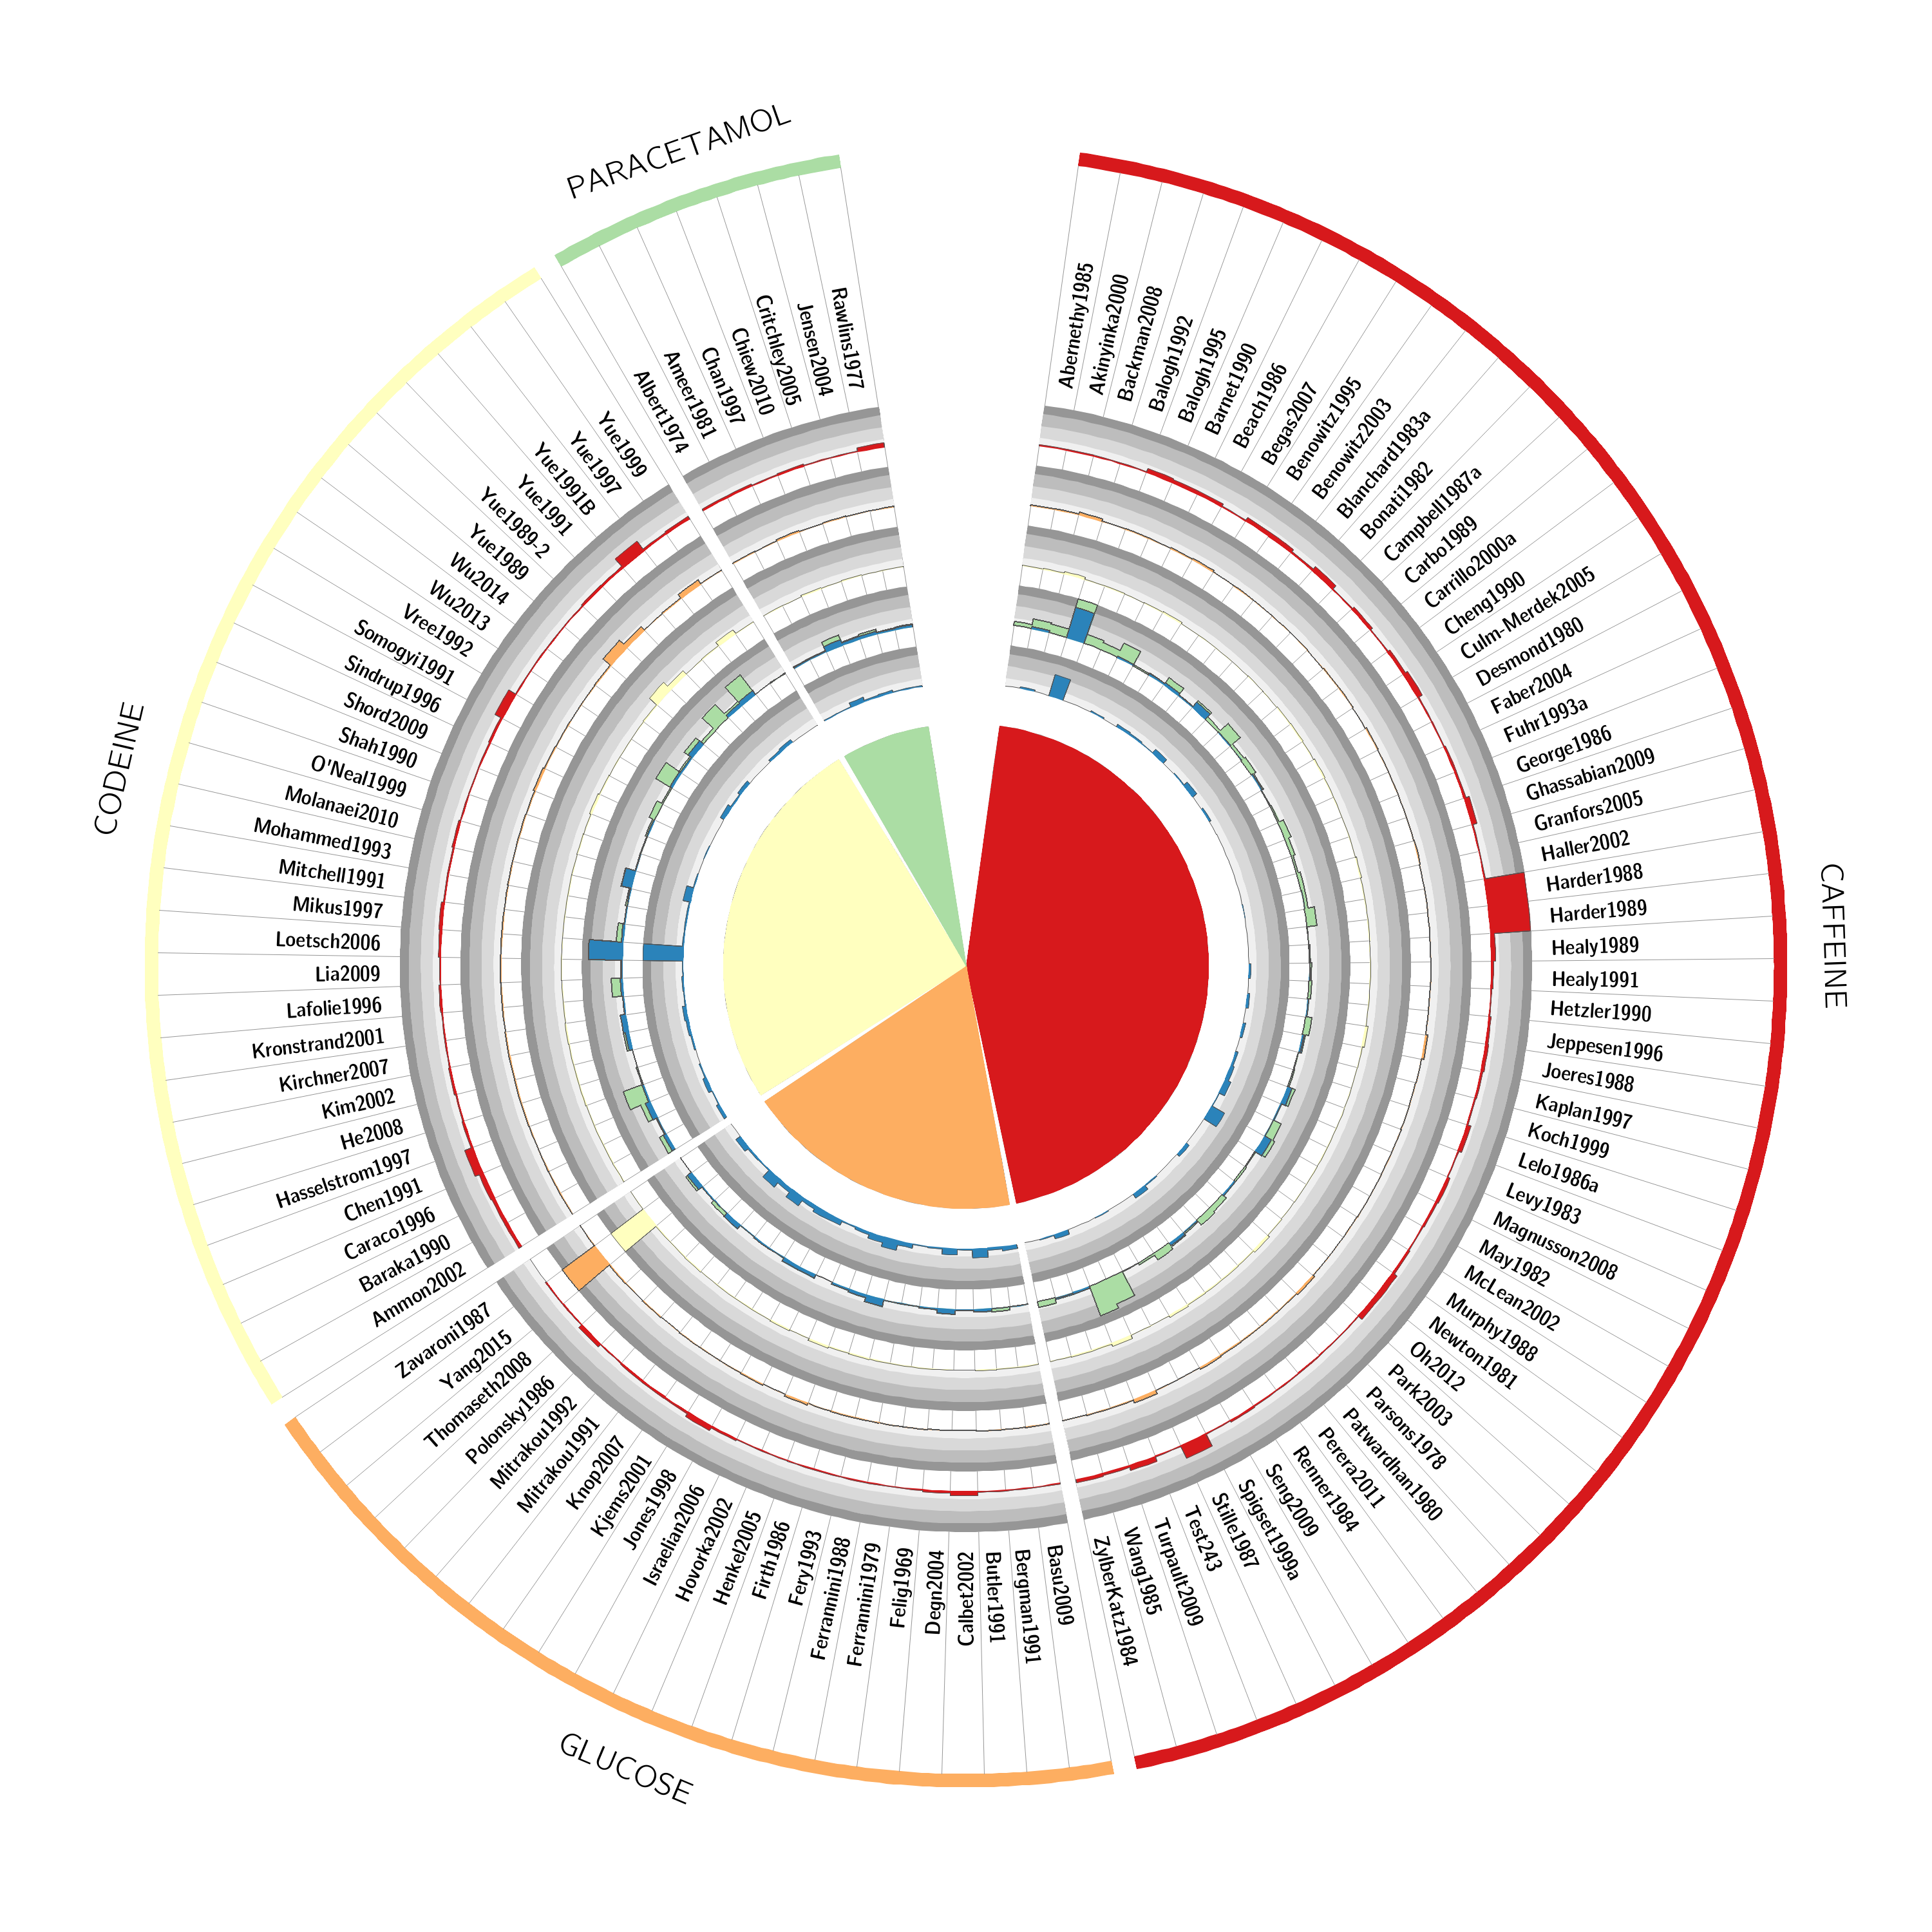 PARACETAMOL
Albert1974
Ameer1981
Chan1997
Chiew2010
Critchley2005
Jensen2004
Rawlins1977
CAFFEINE
Abernethy1985
Akinyinka2000
Backman2008
Balogh1992
Balogh1995
Barnet1990
Beach1986
Begas2007
Benowitz1995
Benowitz2003
Blanchard1983a
Bonati1982
Campbell1987a
Carbo1989
Carrillo2000a
Cheng1990
Culm-Merdek2005
Desmond1980
Faber2004
Fuhr1993a
George1986
Ghassabian2009
Granfors2005
Haller2002
Harder1988
Harder1989
Healy1989
Healy1991
Hetzler1990
Jeppesen1996
Joeres1988
Kaplan1997
Koch1999
Lelo1986a
Levy1983
Magnusson2008
May1982
McLean2002
Murphy1988
Newton1981
Oh2012
Park2003
Parsons1978
Patwardhan1980
Perera2011
Renner1984
Seng2009
Spigset1999a
Stille1987
Test243
Turpault2009
Wang1985
ZylberKatz1984
GLUCOSE
Basu2009
Bergman1991
Butler1991
Calbet2002
Degn2004
Felig1969
Ferrannini1979
Ferrannini1988
Fery1993
Firth1986
Henkel2005
Hovorka2002
Israelian2006
Jones1998
Kjems2001
Knop2007
Mitrakou1991
Mitrakou1992
Polonsky1986
Thomaseth2008
Yang2015
Zavaroni1987
CODEINE
Ammon2002
Baraka1990
Caraco1996
Chen1991
Hasselstrom1997
He2008
Kim2002
Kirchner2007
Kronstrand2001
Lafolie1996
Lia2009
Loetsch2006
Mikus1997
Mitchell1991
Mohammed1993
Molanaei2010
O'Neal1999
Shah1990
Shord2009
Sindrup1996
Somogyi1991
Vree1992
Wu2013
Wu2014
Yue1989
Yue1989-2
Yue1991
Yue1991B
Yue1997
Yue1999